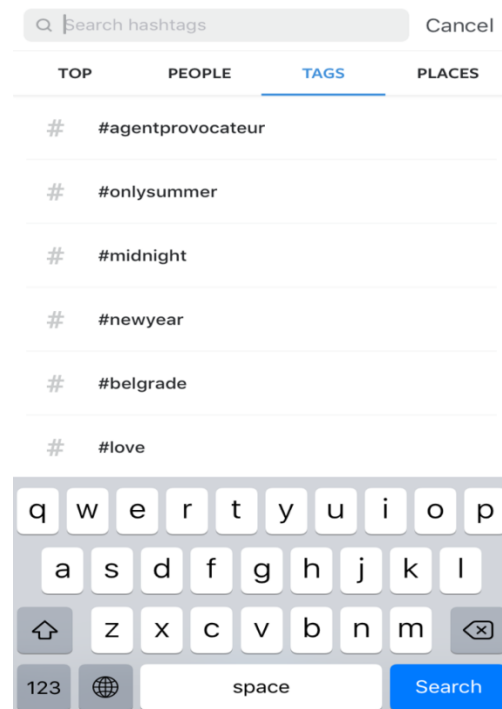 Search hashtags Cancel
TOP PEOPLE TAGS PLACES
# #agentprovocateur
# #onlysummer
# #midnight
# #newyear
# #belgrade
# #love
q w e r t y u i o p
a s d f g h j k l
z x c v b n m
123 space Search